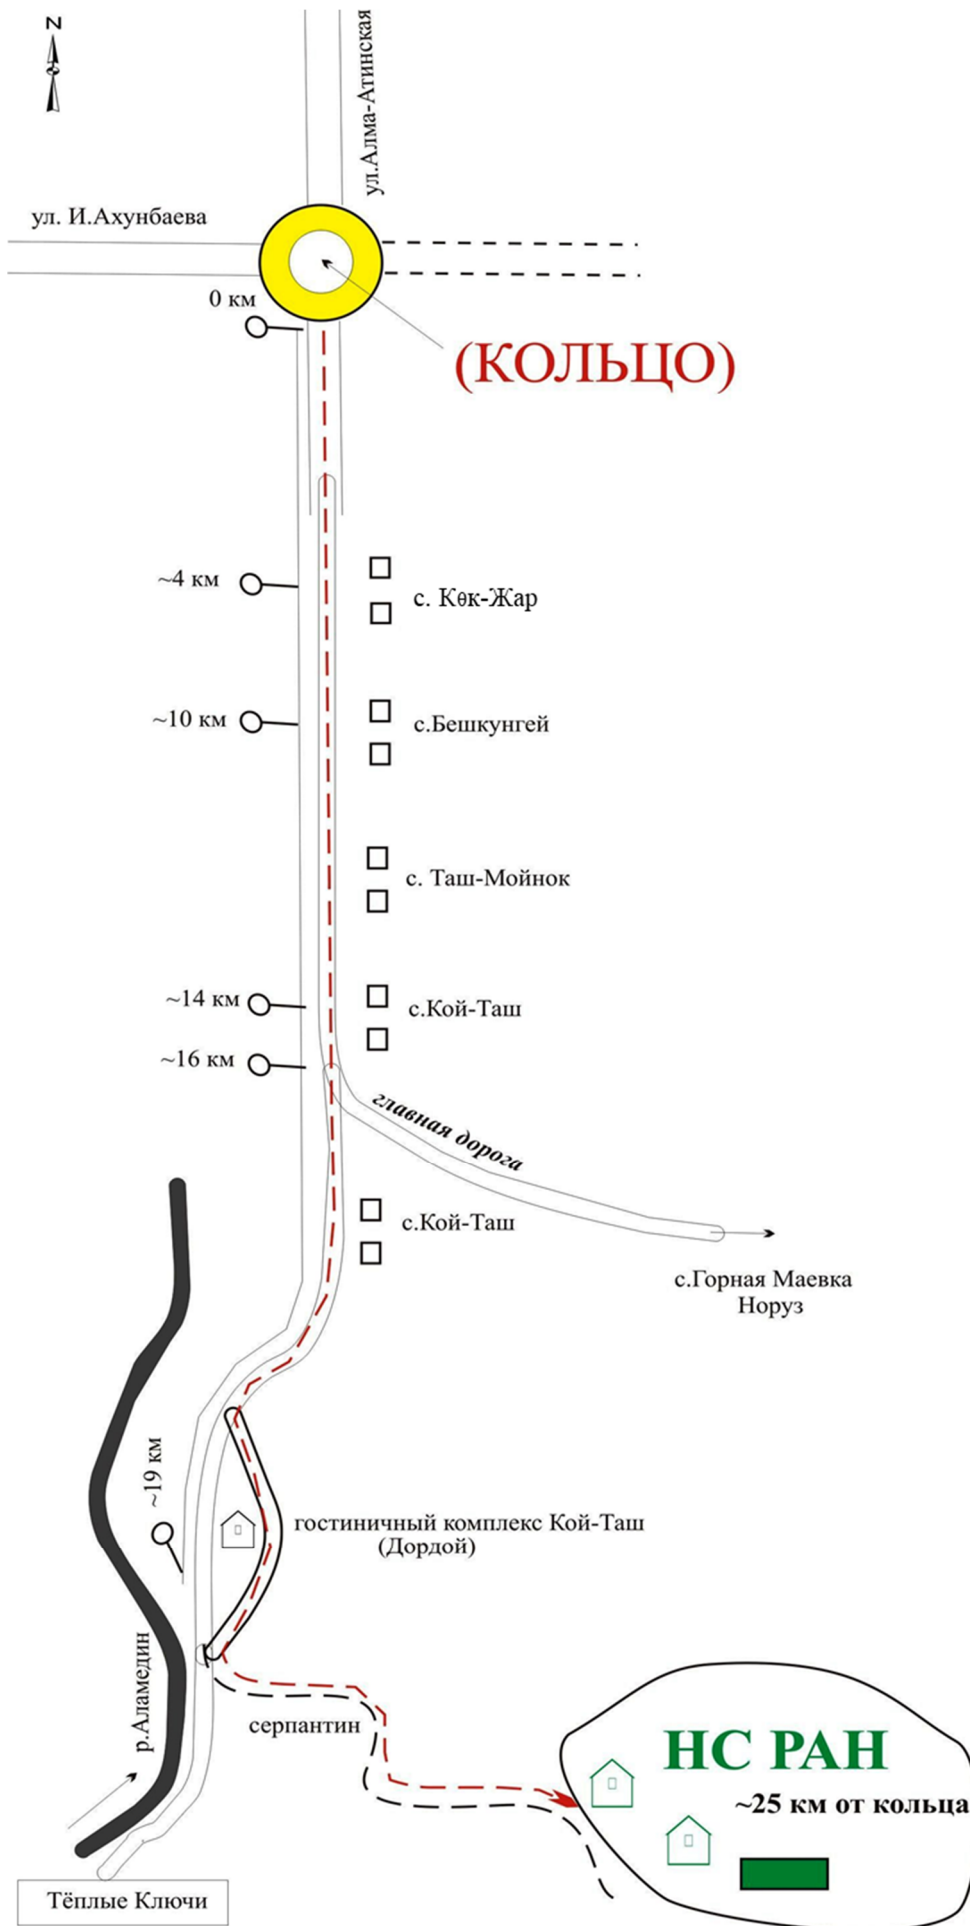 N
ул.Алма-Атинская
ул. И.Ахунбаева
0 км
(КОЛЬЦО)
~4 км
с. Көк-Жар
~10 км
с.Бешкунгей
с. Таш-Мойнок
~14 км
с.Кой-Таш
~16 км
главная дорога
с.Кой-Таш
с.Горная Маевка
Норуз
~19 км
гостиничный комплекс Кой-Таш
(Дордой)
р.Аламедин
серпантин
НС РАН
~25 км от кольца
Тёплые Ключи